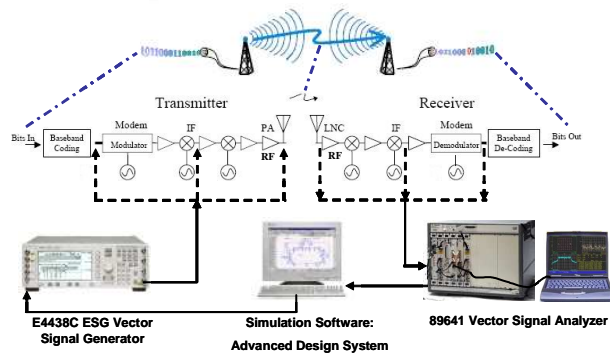 Transmitter
Receiver
Bits In
Baseband
Coding
Modem
Modulator
IF
PA
RF
LNC
RF
IF
Modem
Demodulator
Baseband
De-Coding
Bits Out
E4438C ESG Vector
Signal Generator
Simulation Software:
Advanced Design System
89641 Vector Signal Analyzer